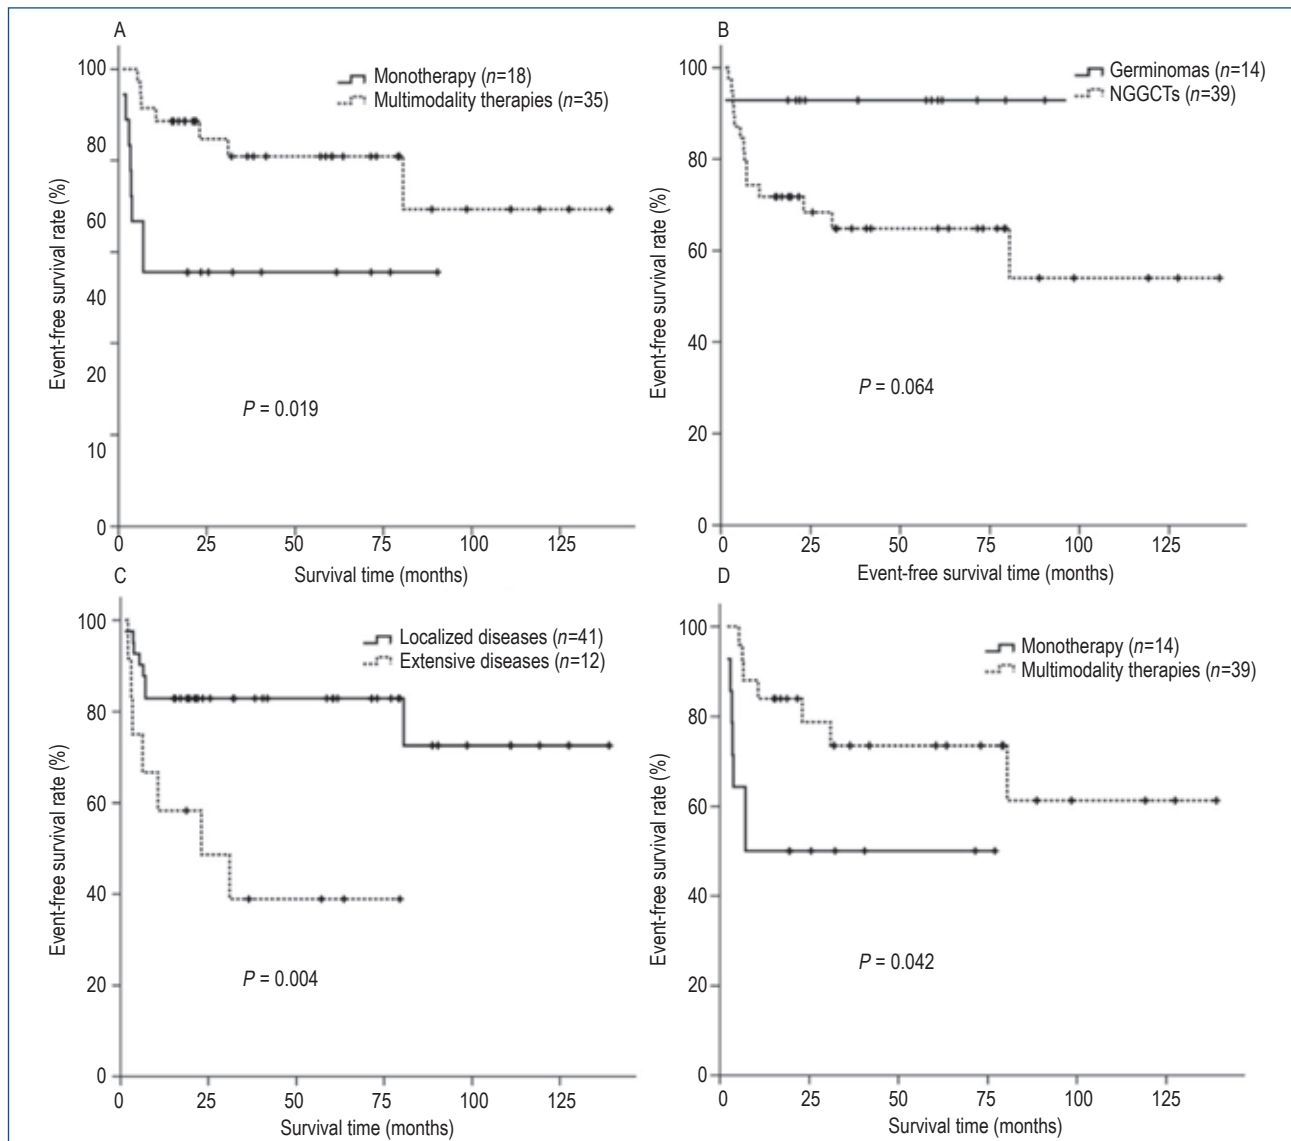 A
100
80
60
40
20
10
0
0 25 50 75 100 125
Event-free survival rate (%)
Survival time (months)
Monotherapy (n=18)
Multimodality therapies (n=35)
P = 0.019
B
100
80
60
40
20
0
0 25 50 75 100 125
Event-free survival rate (%)
Event-free survival time (months)
Germinomas (n=14)
NGGCTs (n=39)
P = 0.064
C
100
80
60
40
20
0
0 25 50 75 100 125
Event-free survival rate (%)
Survival time (months)
Localized diseases (n=41)
Extensive diseases (n=12)
P = 0.004
D
100
80
60
40
20
0
0 25 50 75 100 125
Event-free survival rate (%)
Survival time (months)
Monotherapy (n=14)
Multimodality therapies (n=39)
P = 0.042